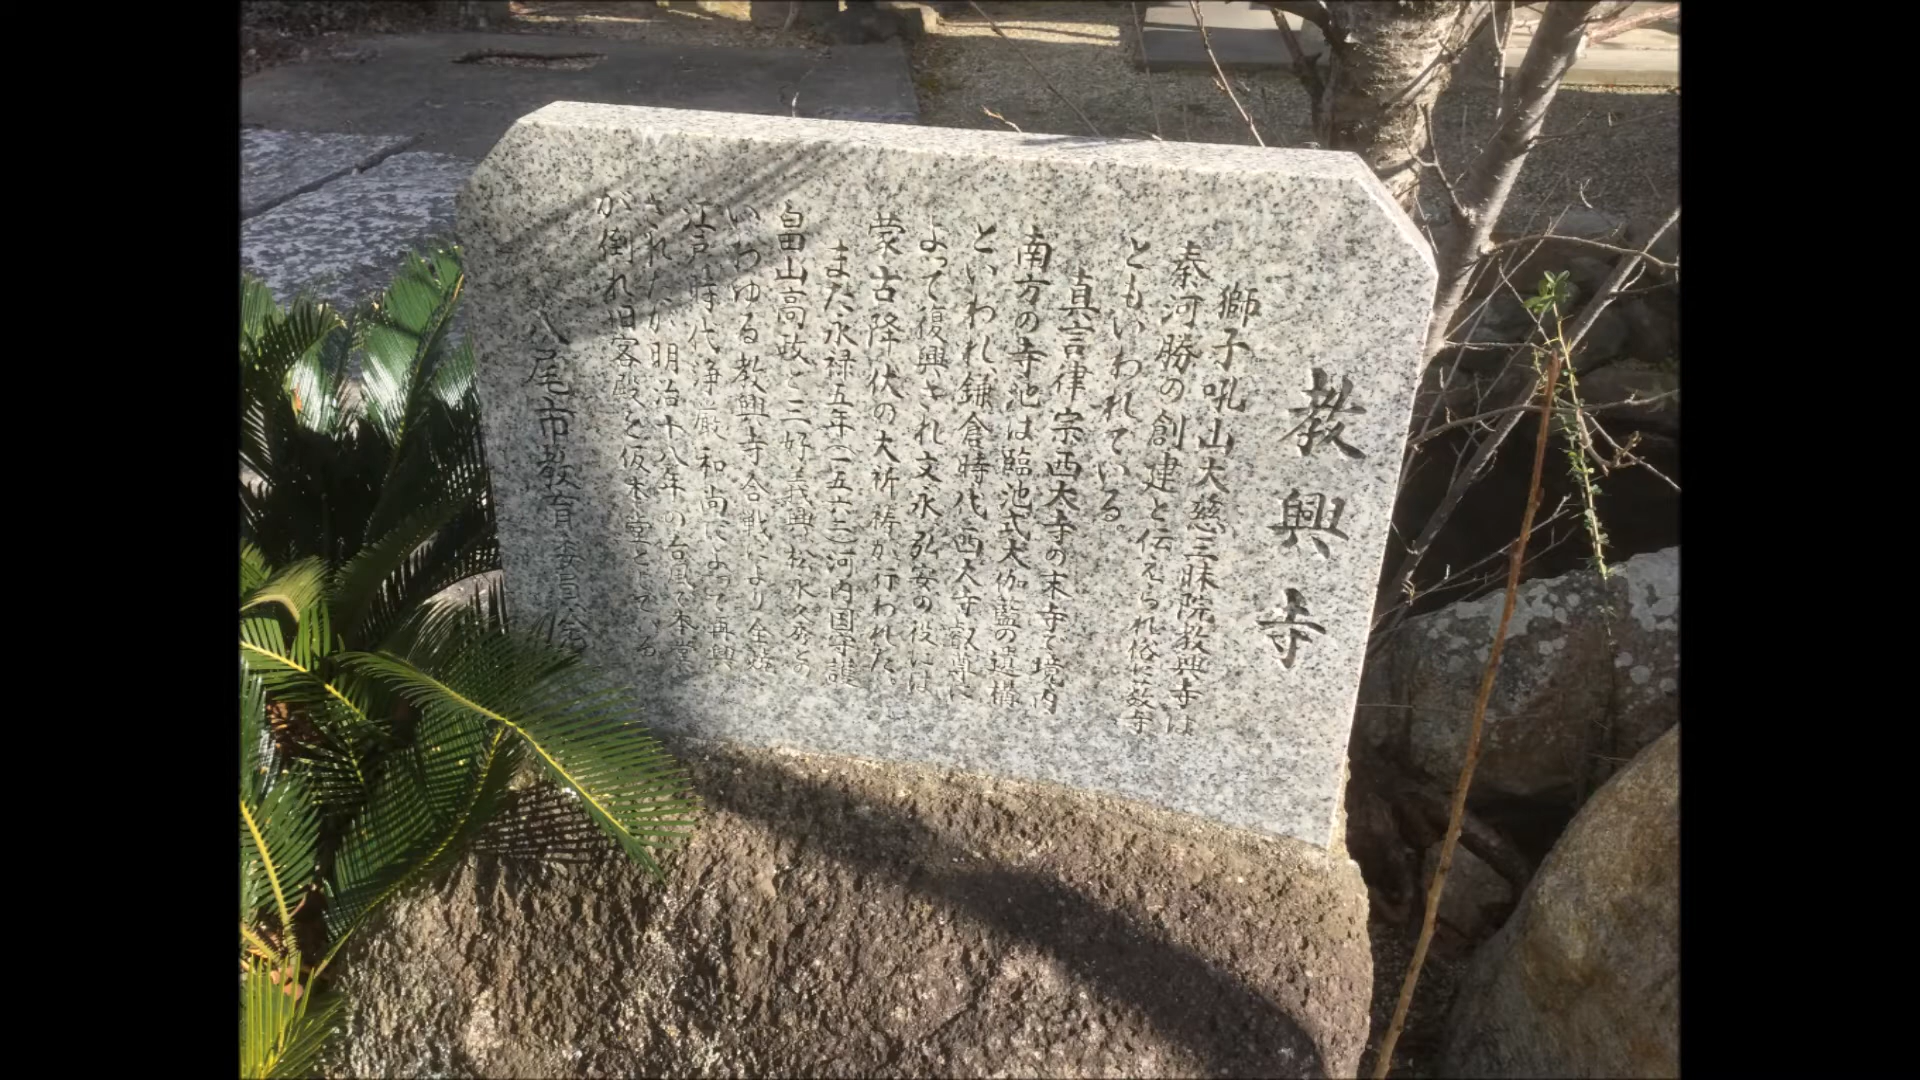 教興寺
獅子吼山大慈三昧院教興寺は
秦河勝の創建と伝えられ俗に薮寺
ともいわれている。
真言律宗西大寺の末寺で境内
南方の寺池は臨池式大伽藍の遺構
といわれ、鎌倉時代、西大寺叡尊に
よって復興され文永、弘安の役には
蒙古降伏の大祈祷が行われた。
また永禄五年(一五六二)河内国守護
畠山高政と三好義興、松永久秀との
いわゆる教興寺合戦により全焼
江戸時代浄厳和尚によって再興
されたが明治十八年の台風で本堂
が倒れ旧客殿を仮本堂としている
八尾市教育委員会